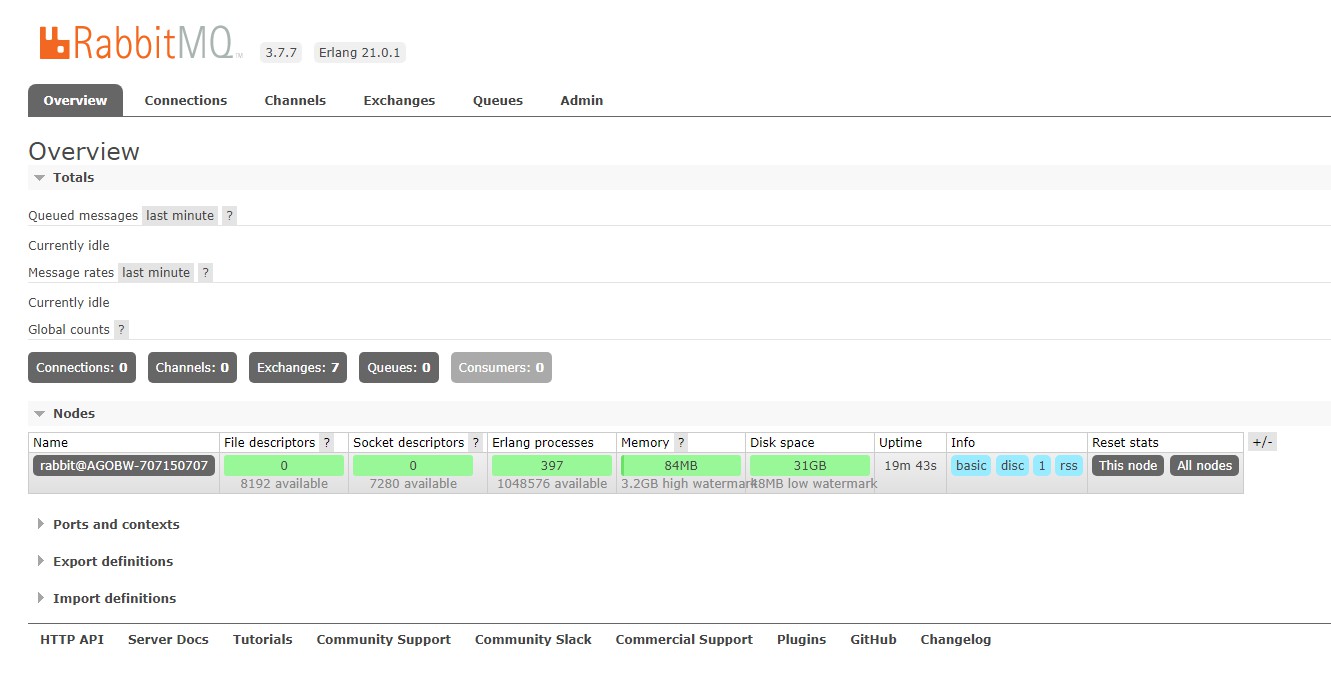 RabbitMQ TM 3.7.7 Erlang 21.0.1
Overview Connections Channels Exchanges Queues Admin
Overview
Totals
Queued messages last minute ?
Currently idle
Message rates last minute ?
Currently idle
Global counts ?
Connections: 0 Channels: 0 Exchanges: 7 Queues: 0 Consumers: 0
Nodes
Name File descriptors ? Socket descriptors ? Erlang processes Memory ? Disk space Uptime Info Reset stats +/-
rabbit@AGOBW-707150707 0 0 397 84MB 31GB 19m 43s basic disc 1 rss This node All nodes
8192 available 7280 available 1048576 available 3.2GB high watermark 48MB low watermark
Ports and contexts
Export definitions
Import definitions
HTTP API Server Docs Tutorials Community Support Community Slack Commercial Support Plugins GitHub Changelog